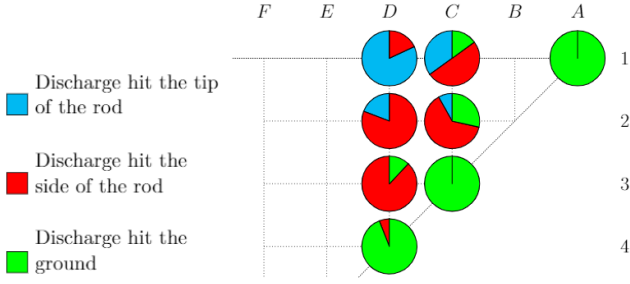 F E D C B A
1
Discharge hit the tip
of the rod
2
Discharge hit the
side of the rod
3
Discharge hit the
ground
4